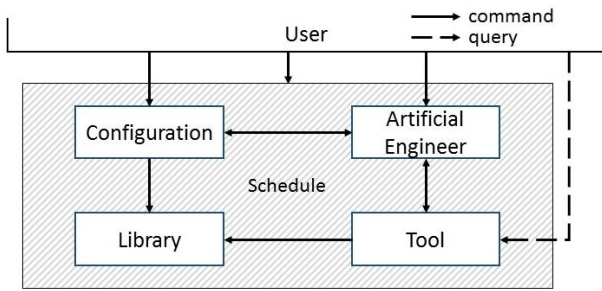 User
command
query
Configuration
Artificial
Engineer
Schedule
Library
Tool